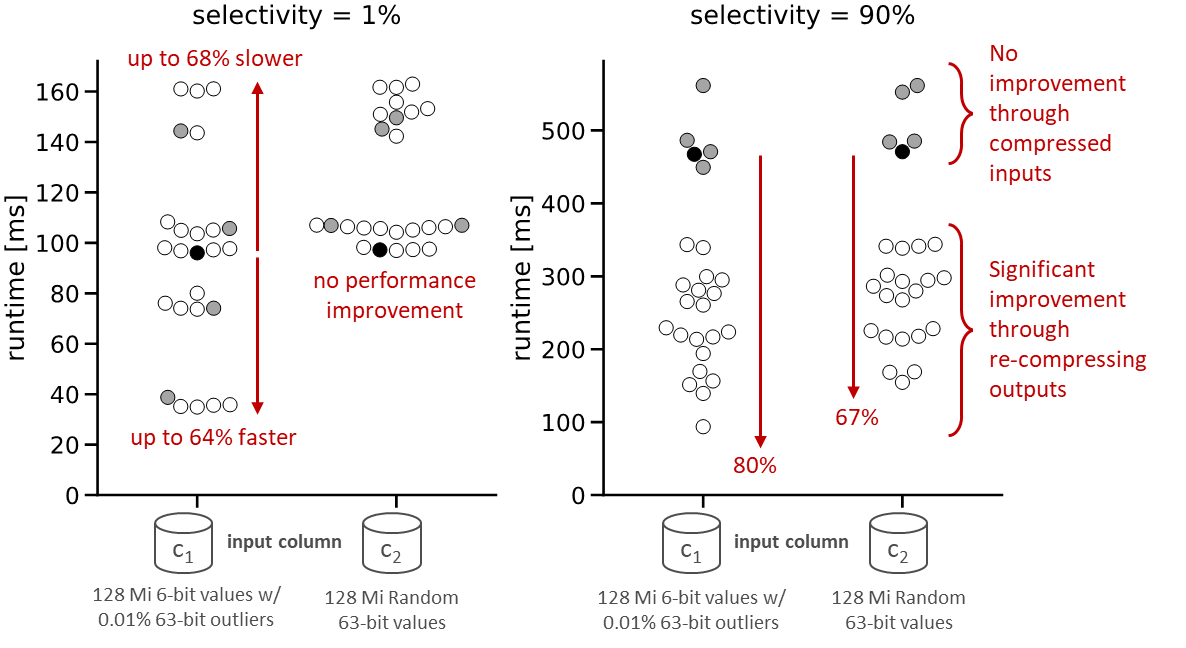 selectivity = 1%
up to 68% slower
runtime [ms]
160
140
120
100
80
60
40
20
0
no performance
improvement
up to 64% faster
C1
input column
C2
128 Mi 6-bit values w/
0.01% 63-bit outliers
128 Mi Random
63-bit values
selectivity = 90%
runtime [ms]
500
400
300
200
100
0
No
improvement
through
compressed
inputs
Significant
improvement
through
re-compressing
outputs
67%
80%
C1
input column
C2
128 Mi 6-bit values w/
0.01% 63-bit outliers
128 Mi Random
63-bit values